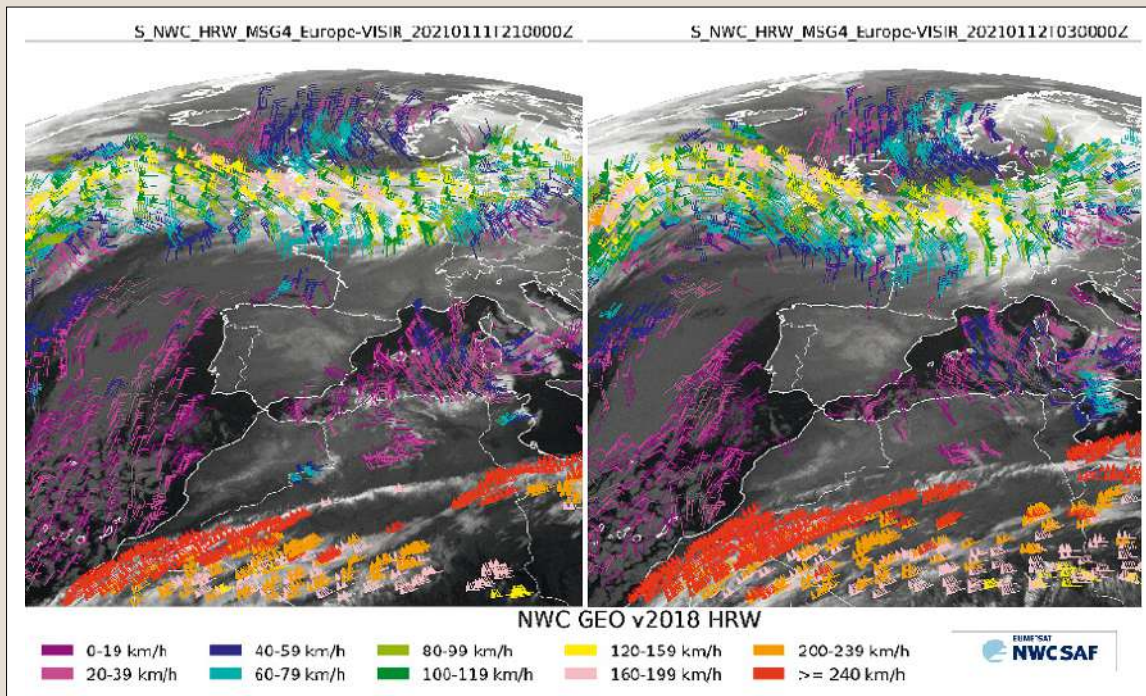 S_NWC_HRW_MSG4_Europe-VISIR_20210111T210000Z
S_NWC_HRW_MSG4_Europe-VISIR_20210112T030000Z
NWC GEO v2018 HRW
0-19 km/h
40-59 km/h
80-99 km/h
120-159 km/h
200-239 km/h
20-39 km/h
60-79 km/h
100-119 km/h
160-199 km/h
>= 240 km/h
EUMETSAT
NWC SAF